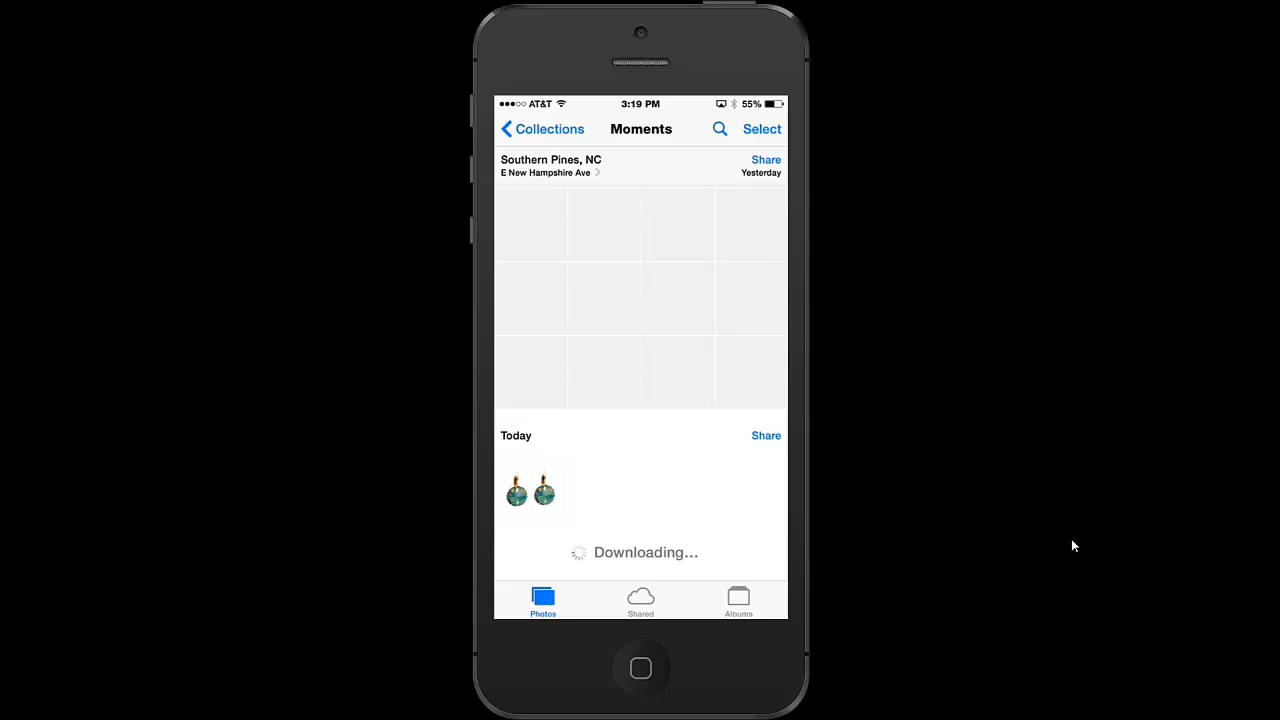 AT&T 3:19 PM 55%
Collections Moments Select
Southern Pines, NC Share
E New Hampshire Ave Yesterday
Today Share
Downloading...
Photos Shared Albums